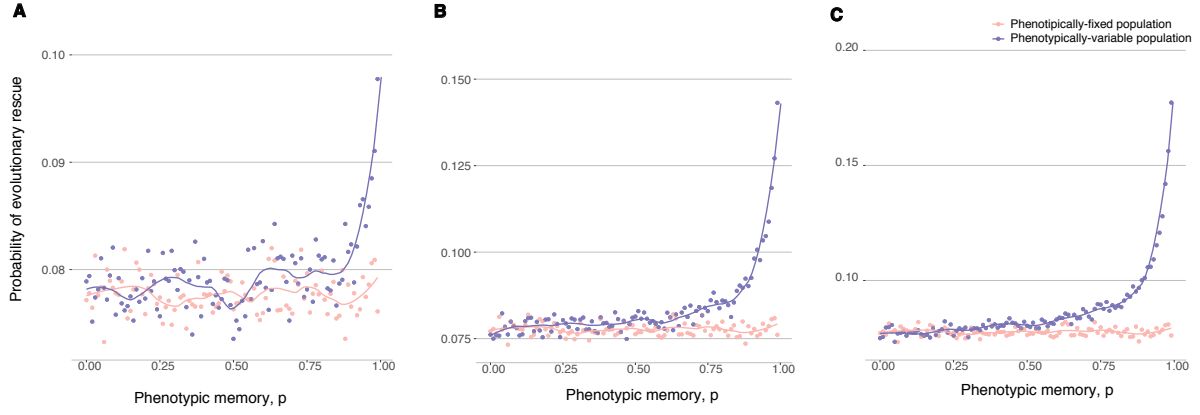 A
B
C
Phenotipically-fixed population
Phenotypically-variable population
Probability of evolutionary rescue
0.10
0.09
0.08
0.00
0.25
0.50
0.75
1.00
Phenotypic memory, p
0.150
0.125
0.100
0.075
0.00
0.25
0.50
0.75
1.00
Phenotypic memory, p
0.20
0.15
0.10
0.00
0.25
0.50
0.75
1.00
Phenotypic memory, p